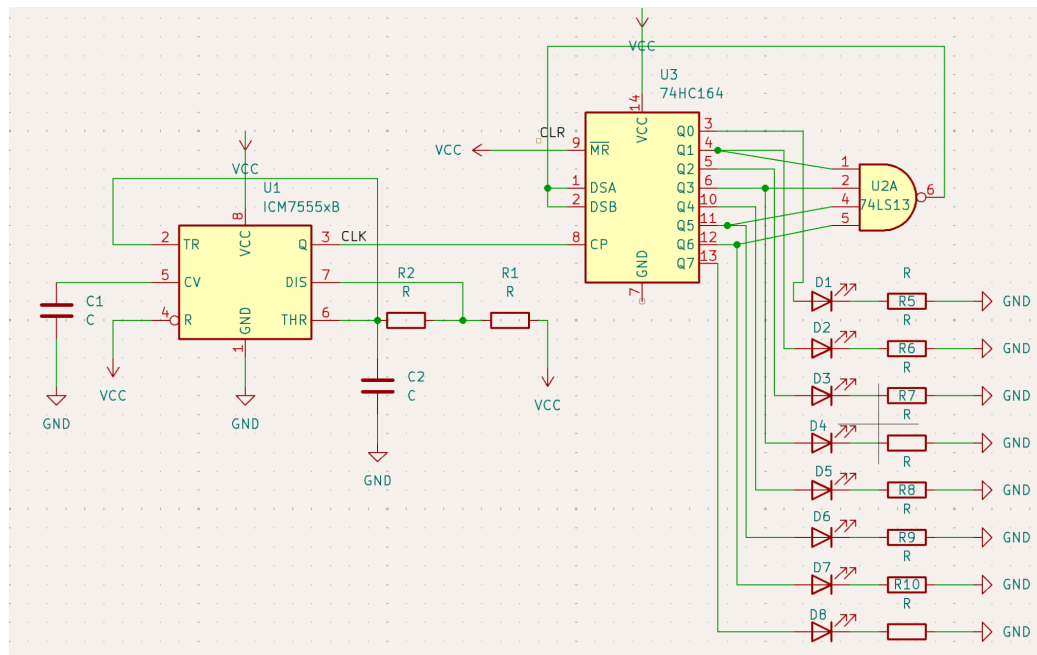 VCC
U3
74HC164
14
VCC
CLR
VCC
9
MR
1
DSA
2
DSB
8
CP
GND
7
Q0
3
Q1
4
Q2
5
Q3
6
Q4
10
Q5
11
Q6
12
Q7
13
1
2
4
5
U2A
74LS13
6
VCC
U1
ICM7555xB
8
VCC
2
TR
5
CV
4
R
GND
1
Q
3
CLK
DIS
7
THR
6
C1
C
GND
VCC
GND
R2
R
R1
R
VCC
C2
C
GND
D1
R
R5
R
GND
D2
R6
R
GND
D3
R7
R
GND
D4
R
GND
D5
R8
R
GND
D6
R9
R
GND
D7
R10
R
GND
D8
GND